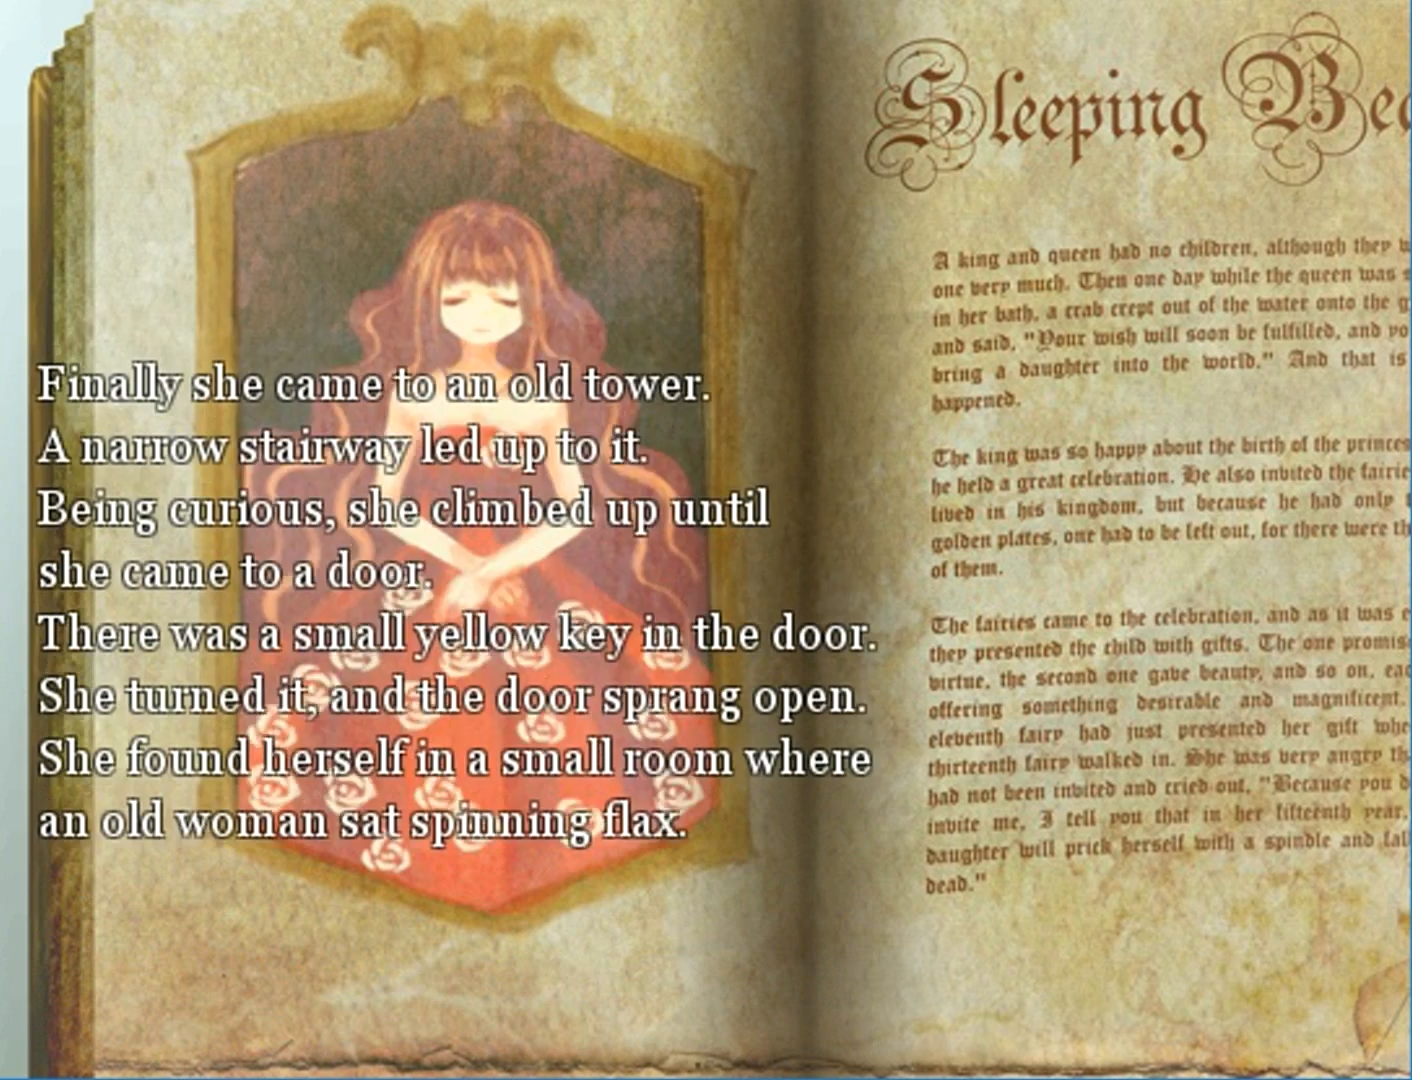 Finally she came to an old tower.
A narrow stairway led up to it.
Being curious, she climbed up until
she came to a door.
There was a small yellow key in the door.
She turned it, and the door sprang open.
She found herself in a small room where
an old woman sat spinning flax.
Sleeping
A king and queen had no children, although they
one very much. Then one day while the queen was
in her bath, a crab crept out of the water onto the
and said, "Your wish will soon be fulfilled, and
bring a daughter into the world." And that is
happened.
The king was so happy about the birth of the
he held a great celebration. He also invited the
lived in his kingdom, but because he had only
golden plates, one had to be left out, for there were
of them.
The fairies came to the celebration, and as it was
they presented the child with gifts. The one
virtue, the second one gave beauty, and so on,
offering something desirable and magnificent.
eleventh fairy had just presented her gift
thirteenth fairy walked in. She was very angry
had not been invited and cried out, "Because you
invite me, I tell you that in her fifteenth year,
daughter will prick herself with a spindle and
dead."